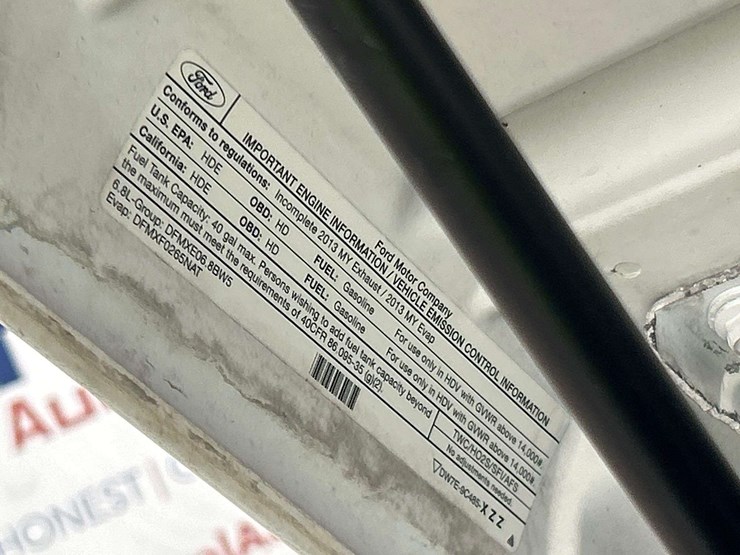 Ford
Ford Motor Company
IMPORTANT ENGINE INFORMATION / VEHICLE EMISSION CONTROL INFORMATION
Conforms to regulations: Incomplete 2013 MY Exhaust / 2013 MY Evap
U.S. EPA: HDE OBD: HD FUEL: Gasoline For use only in HDV with GVWR above 14,000#.
California: HDE OBD: HD FUEL: Gasoline For use only in HDV with GVWR above 14,000#.
Fuel Tank Capacity: 40 gal max. Persons wishing to add fuel tank capacity beyond
the maximum must meet the requirements of 40CFR 86.095-35 (g)(2).
TWC/HO2S/SFI/AFS
No adjustments needed.
6.8L-Group: DFMXE06.8BW5
Evap: DFMXF0265NAT
DW7E-9C485-XZZ
HONEST